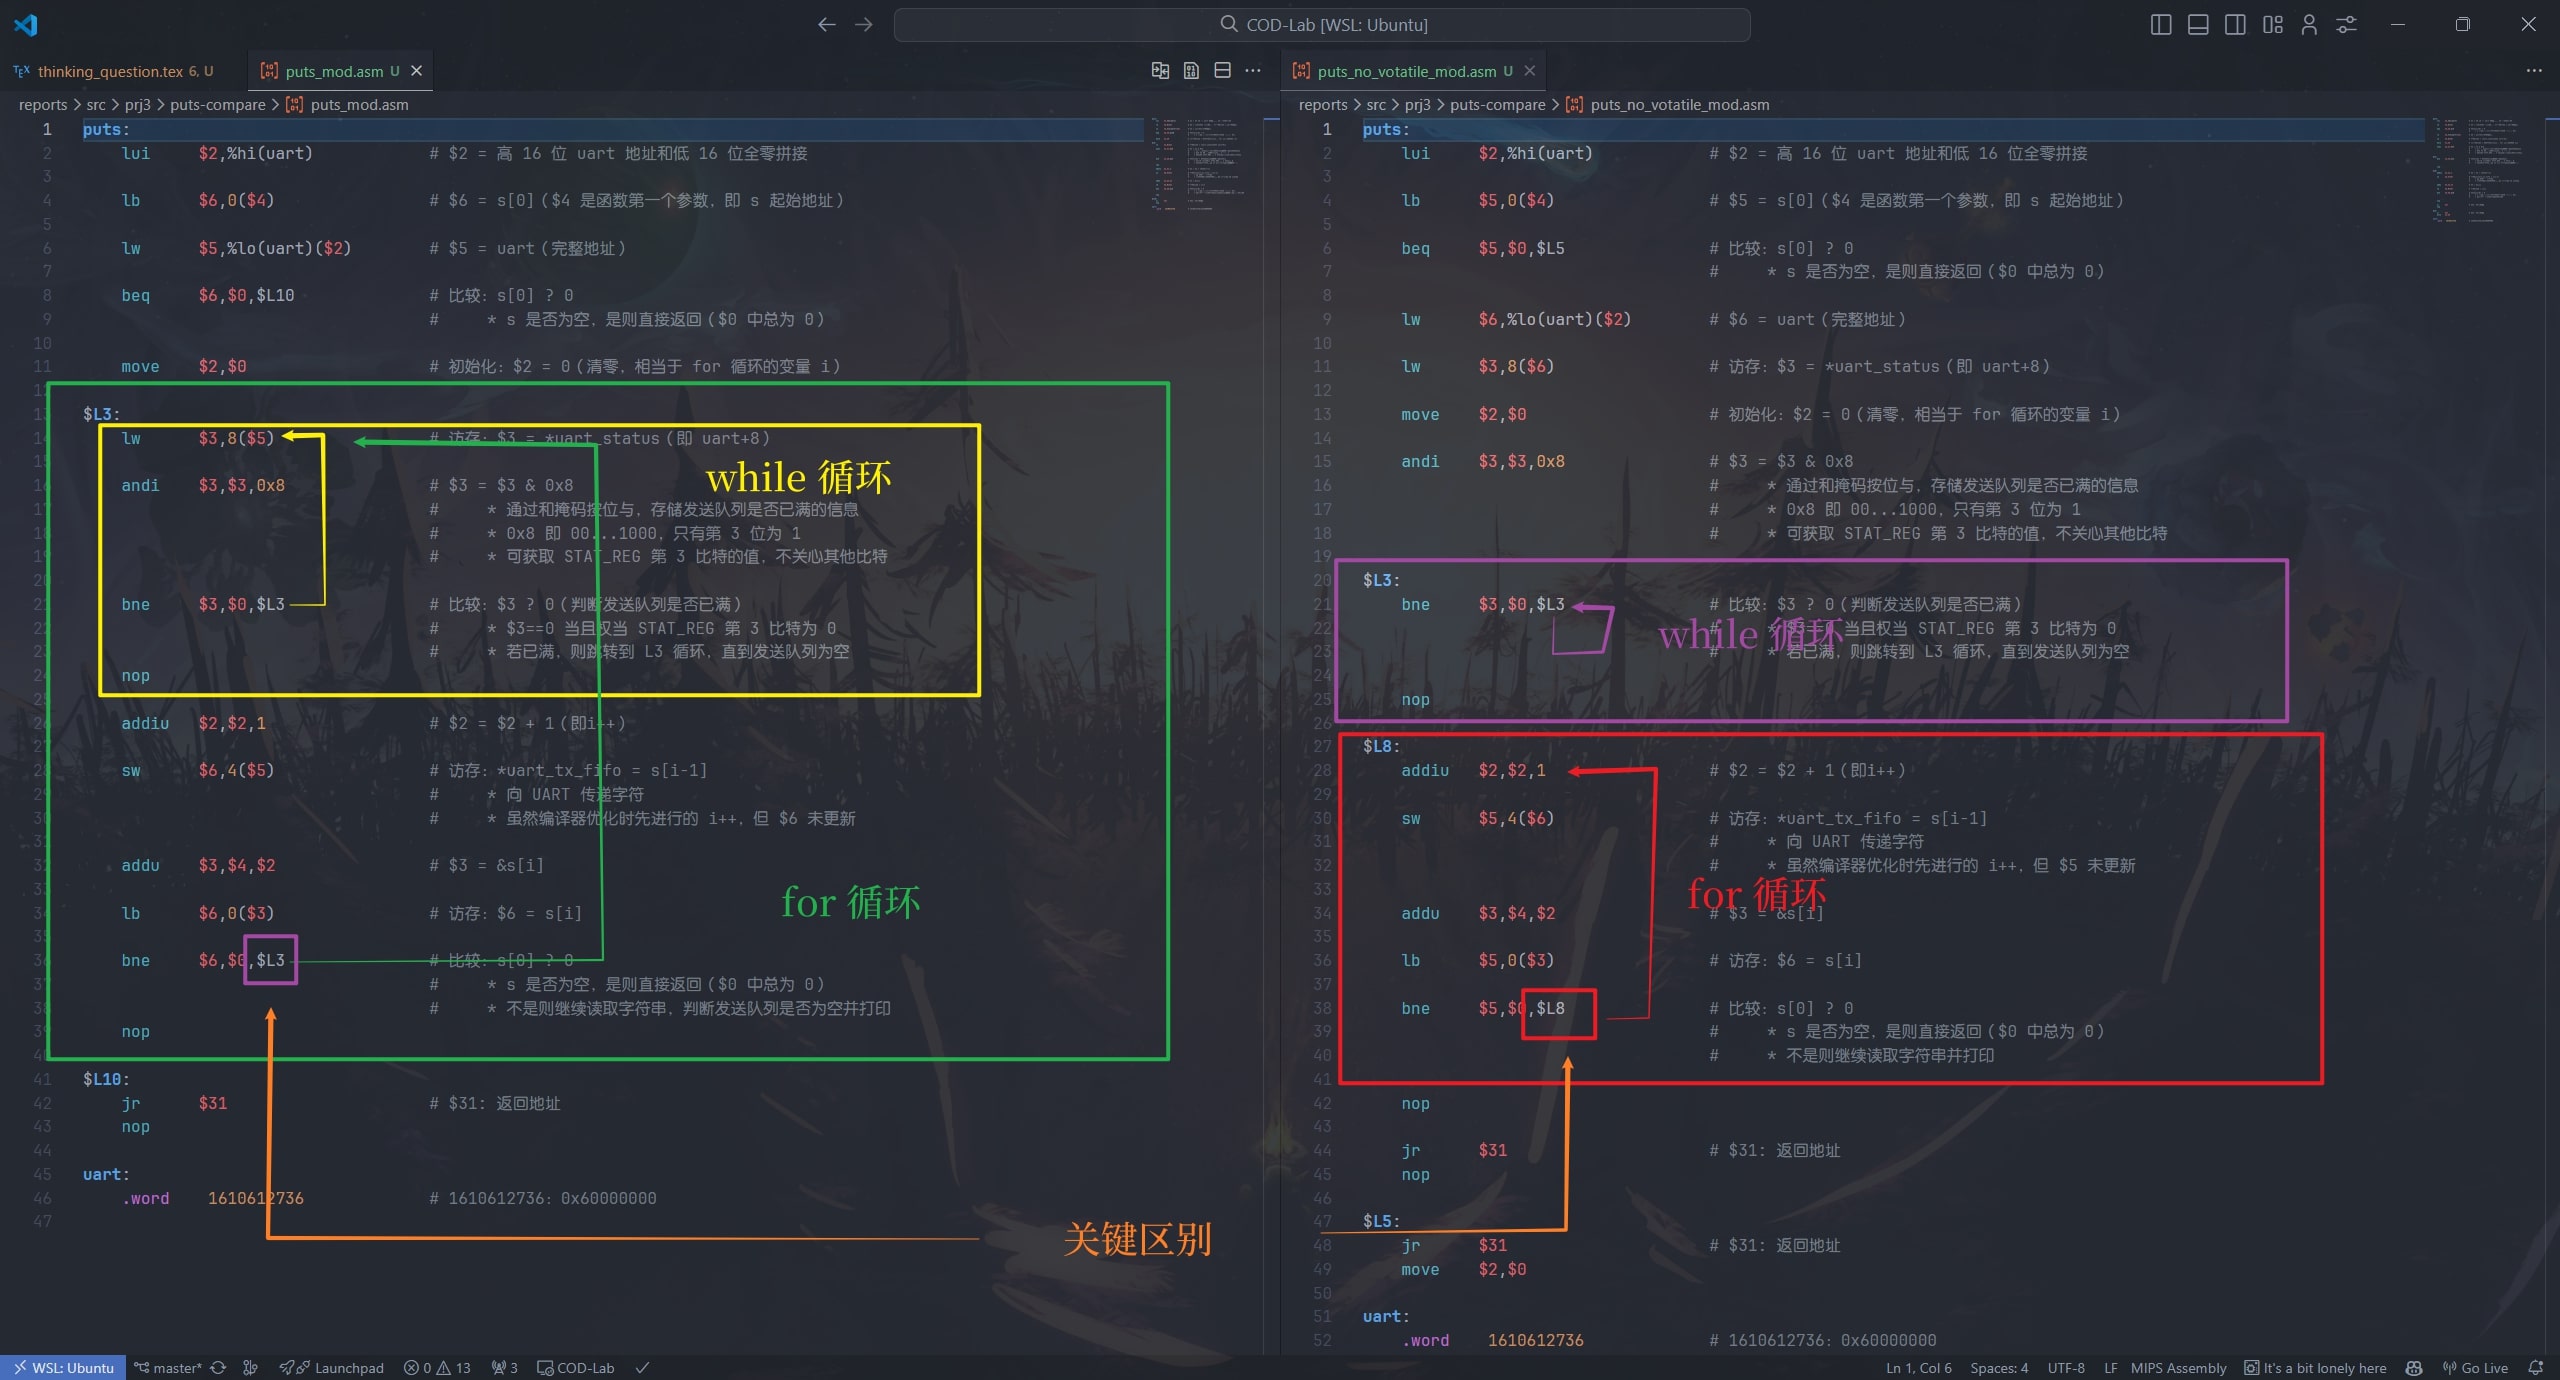 COD-Lab [WSL: Ubuntu]
thinking_question.tex 6, U
puts_mod.asm U
reports > src > prj3 > puts-compare > puts_mod.asm
1 puts:
2 lui $2,%hi(uart) # $2 = 高 16 位 uart 地址和低 16 位全零拼接
3
4 lb $6,0($4) # $6 = s[0]（$4 是函数第一个参数，即 s 起始地址）
5
6 lw $5,%lo(uart)($2) # $5 = uart（完整地址）
7
8 beq $6,$0,$L10 # 比较：s[0] ? 0
9 # * s 是否为空，是则直接返回（$0 中总为 0）
10
11 move $2,$0 # 初始化：$2 = 0（清零，相当于 for 循环的变量 i）
12
13 $L3:
14 lw $3,8($5) # 访存：$3 = *uart_status（即 uart+8）
15
while 循环
16 andi $3,$3,0x8 # $3 = $3 & 0x8
17 # * 通过和掩码按位与，存储发送队列是否已满的信息
18 # * 0x8 即 00...1000，只有第 3 位为 1
19 # * 可获取 STAT_REG 第 3 比特的值，不关心其他比特
20
21 bne $3,$0,$L3 # 比较：$3 ? 0（判断发送队列是否已满）
22 # * $3==0 当且权当 STAT_REG 第 3 比特为 0
23 # * 若已满，则跳转到 L3 循环，直到发送队列为空
24 nop
25
26 addiu $2,$2,1 # $2 = $2 + 1（即i++）
27
28 sw $6,4($5) # 访存：*uart_tx_fifo = s[i-1]
29 # * 向 UART 传递字符
30 # * 虽然编译器优化时先进行的 i++，但 $6 未更新
31
32 addu $3,$4,$2 # $3 = &s[i]
33
for 循环
34 lb $6,0($3) # 访存：$6 = s[i]
35
36 bne $6,$0,$L3 # 比较：s[0] ? 0
37 # * s 是否为空，是则直接返回（$0 中总为 0）
38 # * 不是则继续读取字符串，判断发送队列是否为空并打印
39 nop
40
41 $L10:
42 jr $31 # $31: 返回地址
43 nop
44
45 uart:
46 .word 1610612736 # 1610612736: 0x60000000
47
关键区别
puts_no_votatile_mod.asm U
reports > src > prj3 > puts-compare > puts_no_votatile_mod.asm
1 puts:
2 lui $2,%hi(uart) # $2 = 高 16 位 uart 地址和低 16 位全零拼接
3
4 lb $5,0($4) # $5 = s[0]（$4 是函数第一个参数，即 s 起始地址）
5
6 beq $5,$0,$L5 # 比较：s[0] ? 0
7 # * s 是否为空，是则直接返回（$0 中总为 0）
8
9 lw $6,%lo(uart)($2) # $6 = uart（完整地址）
10
11 lw $3,8($6) # 访存：$3 = *uart_status（即 uart+8）
12
13 move $2,$0 # 初始化：$2 = 0（清零，相当于 for 循环的变量 i）
14
15 andi $3,$3,0x8 # $3 = $3 & 0x8
16 # * 通过和掩码按位与，存储发送队列是否已满的信息
17 # * 0x8 即 00...1000，只有第 3 位为 1
18 # * 可获取 STAT_REG 第 3 比特的值，不关心其他比特
19
20 $L3:
21 bne $3,$0,$L3 # 比较：$3 ? 0（判断发送队列是否已满）
while 循环
22 # * $3==0 当且权当 STAT_REG 第 3 比特为 0
23 # * 若已满，则跳转到 L3 循环，直到发送队列为空
24
25 nop
26
27 $L8:
28 addiu $2,$2,1 # $2 = $2 + 1（即i++）
29
30 sw $5,4($6) # 访存：*uart_tx_fifo = s[i-1]
31 # * 向 UART 传递字符
32 # * 虽然编译器优化时先进行的 i++，但 $5 未更新
33
for 循环
34 addu $3,$4,$2 # $3 = &s[i]
35
36 lb $5,0($3) # 访存：$6 = s[i]
37
38 bne $5,$0,$L8 # 比较：s[0] ? 0
39 # * s 是否为空，是则直接返回（$0 中总为 0）
40 # * 不是则继续读取字符串并打印
41
42 nop
43
44 jr $31 # $31: 返回地址
45 nop
46
47 $L5:
48 jr $31 # $31: 返回地址
49 move $2,$0
50
51 uart:
52 .word 1610612736 # 1610612736: 0x60000000
WSL: Ubuntu master* Launchpad 0 13 3 COD-Lab Ln 1, Col 6 Spaces: 4 UTF-8 LF MIPS Assembly It's a bit lonely here Go Live